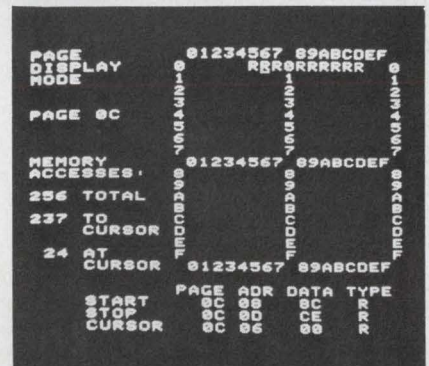 PAGE 01234567 89ABCDEF
DISPLAY 0 RRR0RRRRRR 0
MODE 1 1 1
2 2 2
3 3 3
PAGE 0C 4 4 4
5 5 5
6 6 6
7 7 7
MEMORY 01234567 89ABCDEF
ACCESSES: 8 8 8
9 9 9
256 TOTAL A A A
B B B
237 TO C C C
CURSOR D D D
E E E
24 AT F F F
CURSOR 01234567 89ABCDEF
PAGE ADR DATA TYPE
START 0C 08 8C R
STOP 0C 0D CE R
CURSOR 0C 06 00 R